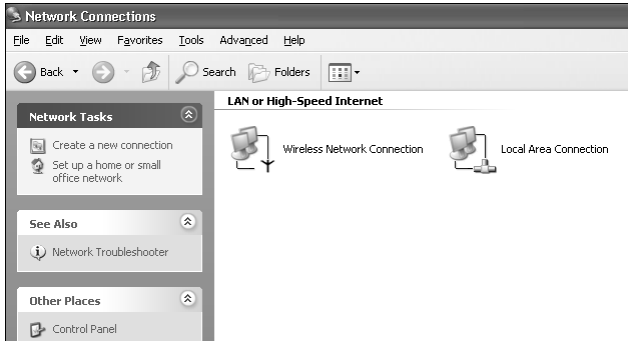 Network Connections
File Edit View Favorites Tools Advanced Help
Back Search Folders
Network Tasks
Create a new connection
Set up a home or small
office network
See Also
Network Troubleshooter
Other Places
Control Panel
LAN or High-Speed Internet
Wireless Network Connection Local Area Connection